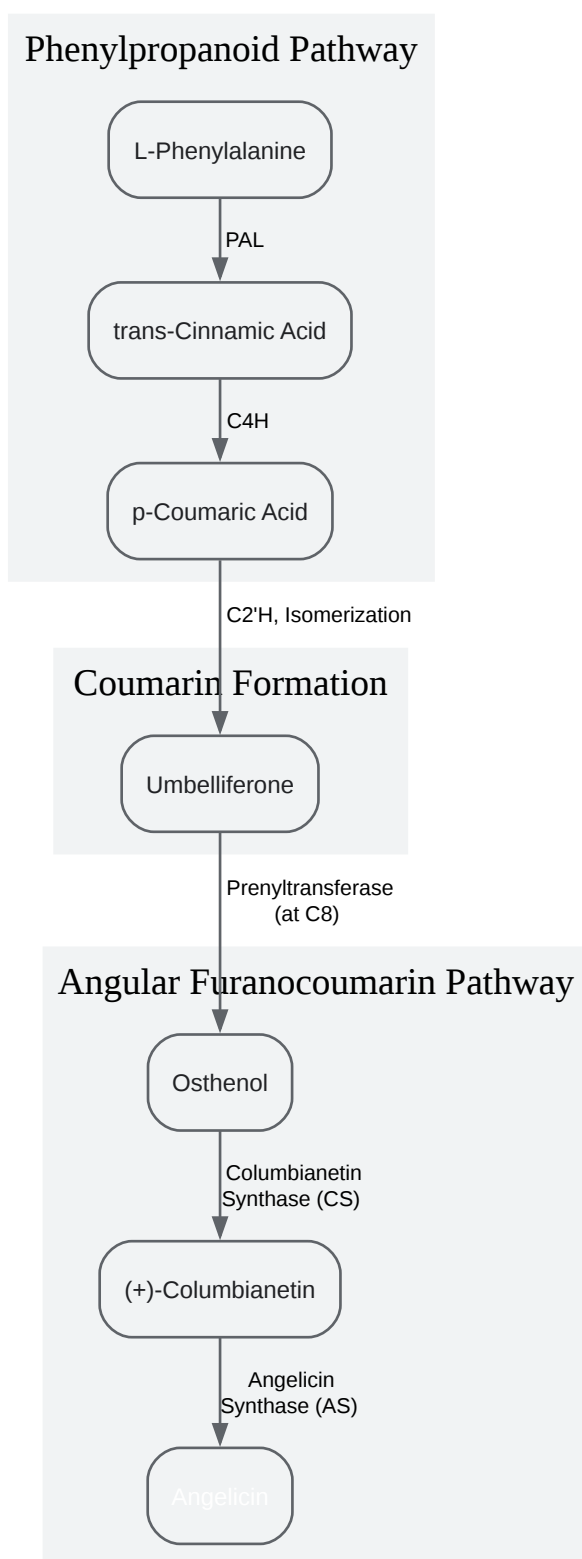 Phenylpropanoid Pathway
L-Phenylalanine
PAL
trans-Cinnamic Acid
C4H
p-Coumaric Acid
C2'H, Isomerization
Coumarin Formation
Umbelliferone
Prenyltransferase
(at C8)
Angular Furanocoumarin Pathway
Osthenol
Columbianetin
Synthase (CS)
(+)-Columbianetin
Angelicin
Synthase (AS)
Angelicin